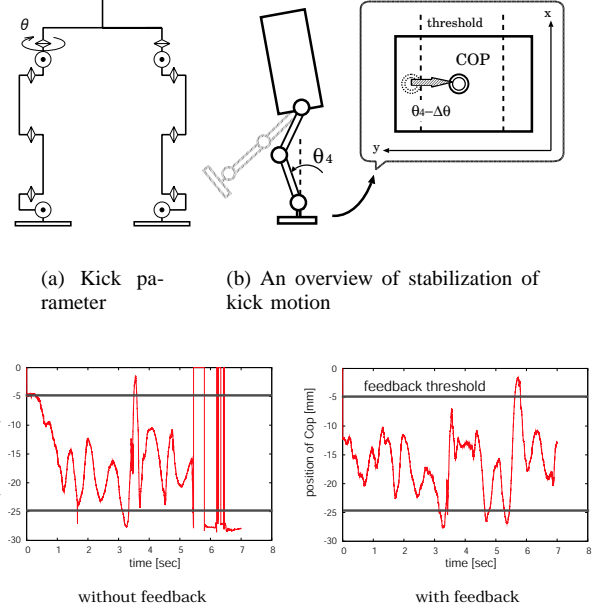 θ
threshold
x
COP
θ4−Δθ
y
θ4
(a) Kick pa-
rameter
(b) An overview of stabilization of
kick motion
0
-5
-10
-15
-20
-25
-30
0 1 2 3 4 5 6 7 8
time [sec]
without feedback
position of Cop [mm]
0
-5
-10
-15
-20
-25
-30
feedback threshold
0 1 2 3 4 5 6 7 8
time [sec]
with feedback